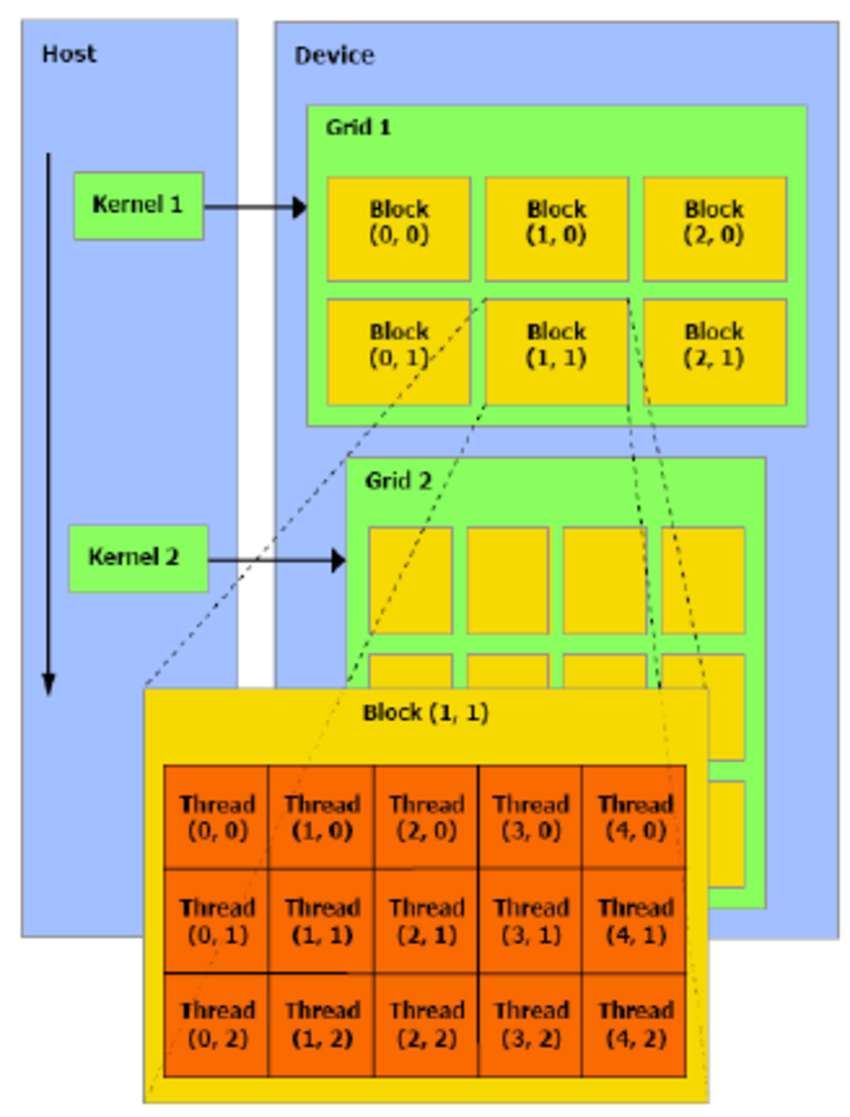 Host
Device
Grid 1
Kernel 1
Block
(0, 0)
Block
(1, 0)
Block
(2, 0)
Block
(0, 1)
Block
(1, 1)
Block
(2, 1)
Grid 2
Kernel 2
Block (1, 1)
Thread
(0, 0)
Thread
(1, 0)
Thread
(2, 0)
Thread
(3, 0)
Thread
(4, 0)
Thread
(0, 1)
Thread
(1, 1)
Thread
(2, 1)
Thread
(3, 1)
Thread
(4, 1)
Thread
(0, 2)
Thread
(1, 2)
Thread
(2, 2)
Thread
(3, 2)
Thread
(4, 2)